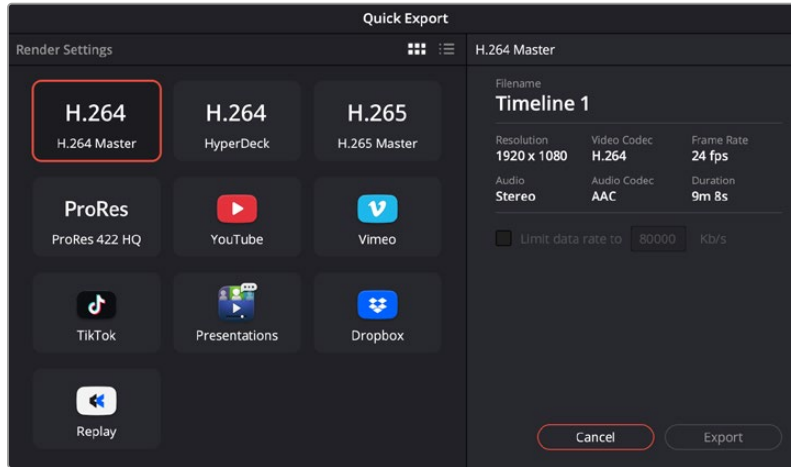 Quick Export
Render Settings
H.264 Master
H.264
H.264 Master
H.264
HyperDeck
H.265
H.265 Master
ProRes
ProRes 422 HQ
YouTube
Vimeo
TikTok
Presentations
Dropbox
Replay
Filename
Timeline 1
Resolution Video Codec Frame Rate
1920 x 1080 H.264 24 fps
Audio Audio Codec Duration
Stereo AAC 9m 8s
Limit data rate to 80000 Kb/s
Cancel Export